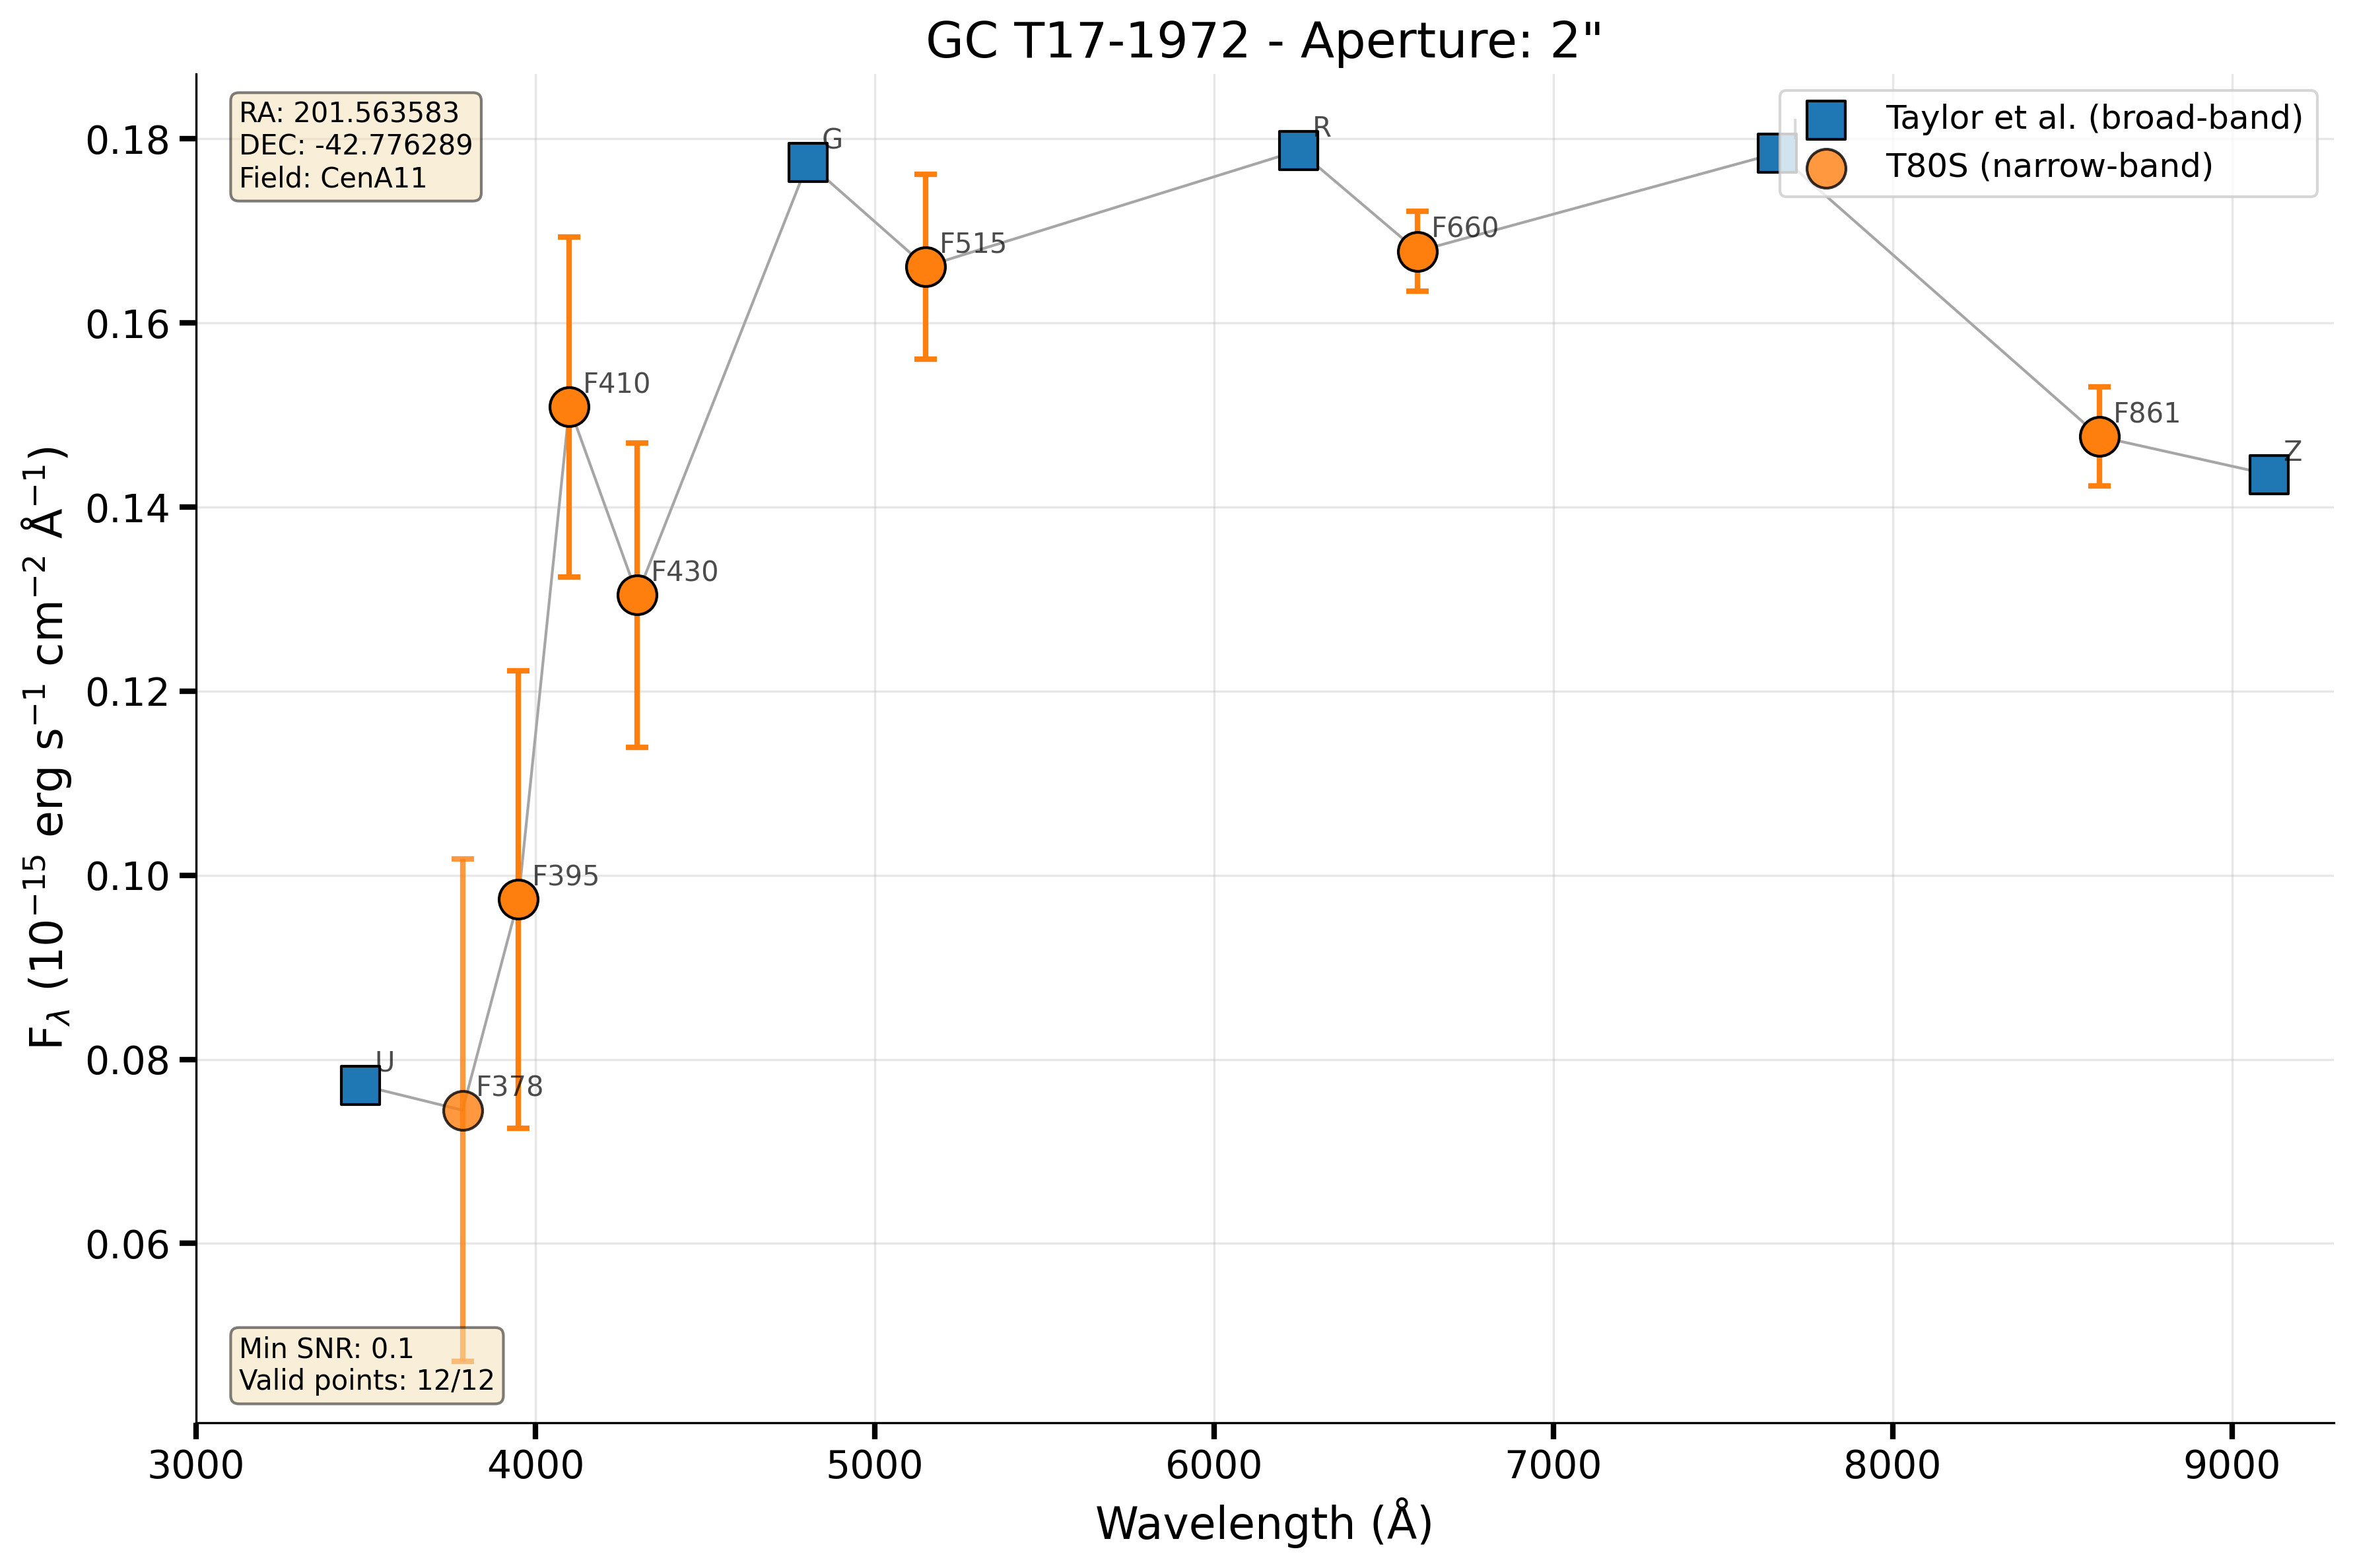 GC T17-1972 - Aperture: 2"
RA: 201.563583
DEC: -42.776289
Field: CenA11
Taylor et al. (broad-band)
T80S (narrow-band)
0.18
0.16
0.14
0.12
0.10
0.08
0.06
F$_λ$ (10$^{−15}$ erg s$^{−1}$ cm$^{−2}$ Å$^{−1}$)
U
F378
F395
F410
F430
G
F515
R
F660
F861
Z
Min SNR: 0.1
Valid points: 12/12
3000
4000
5000
6000
7000
8000
9000
Wavelength (Å)